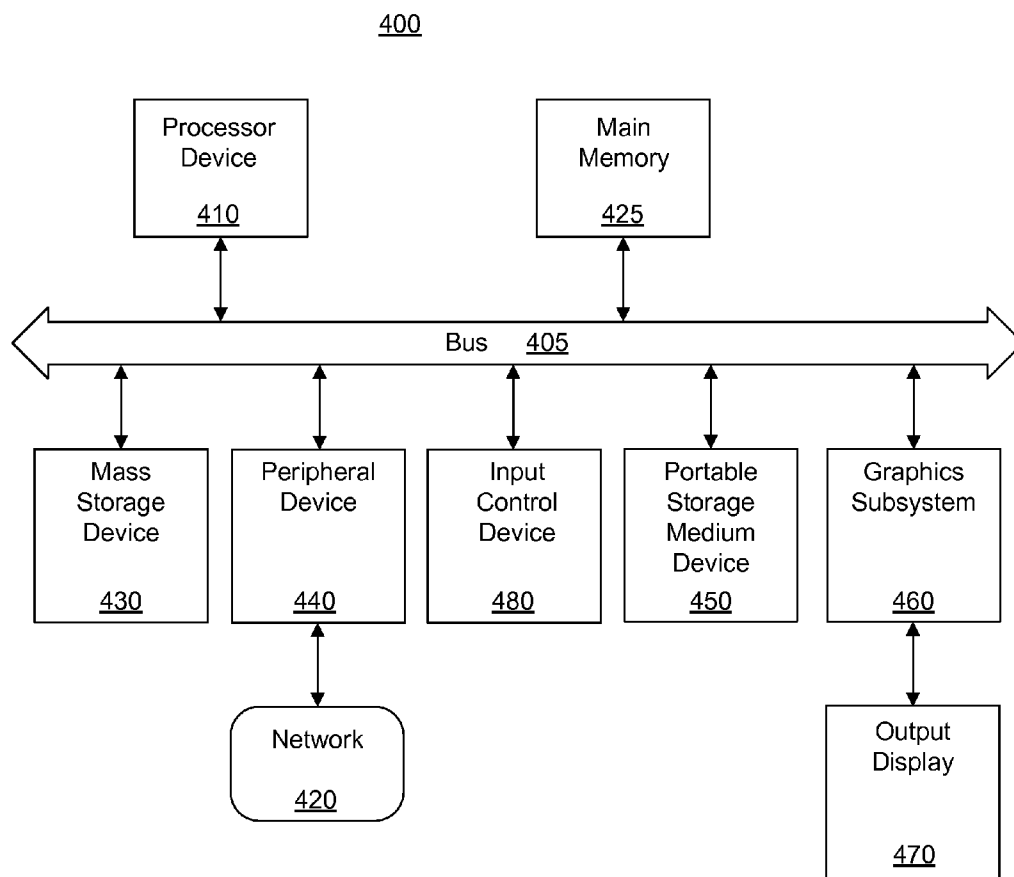 400
Processor
Device
410
Main
Memory
425
Bus 405
Mass
Storage
Device
430
Peripheral
Device
440
Input
Control
Device
480
Portable
Storage
Medium
Device
450
Graphics
Subsystem
460
Network
420
Output
Display
470